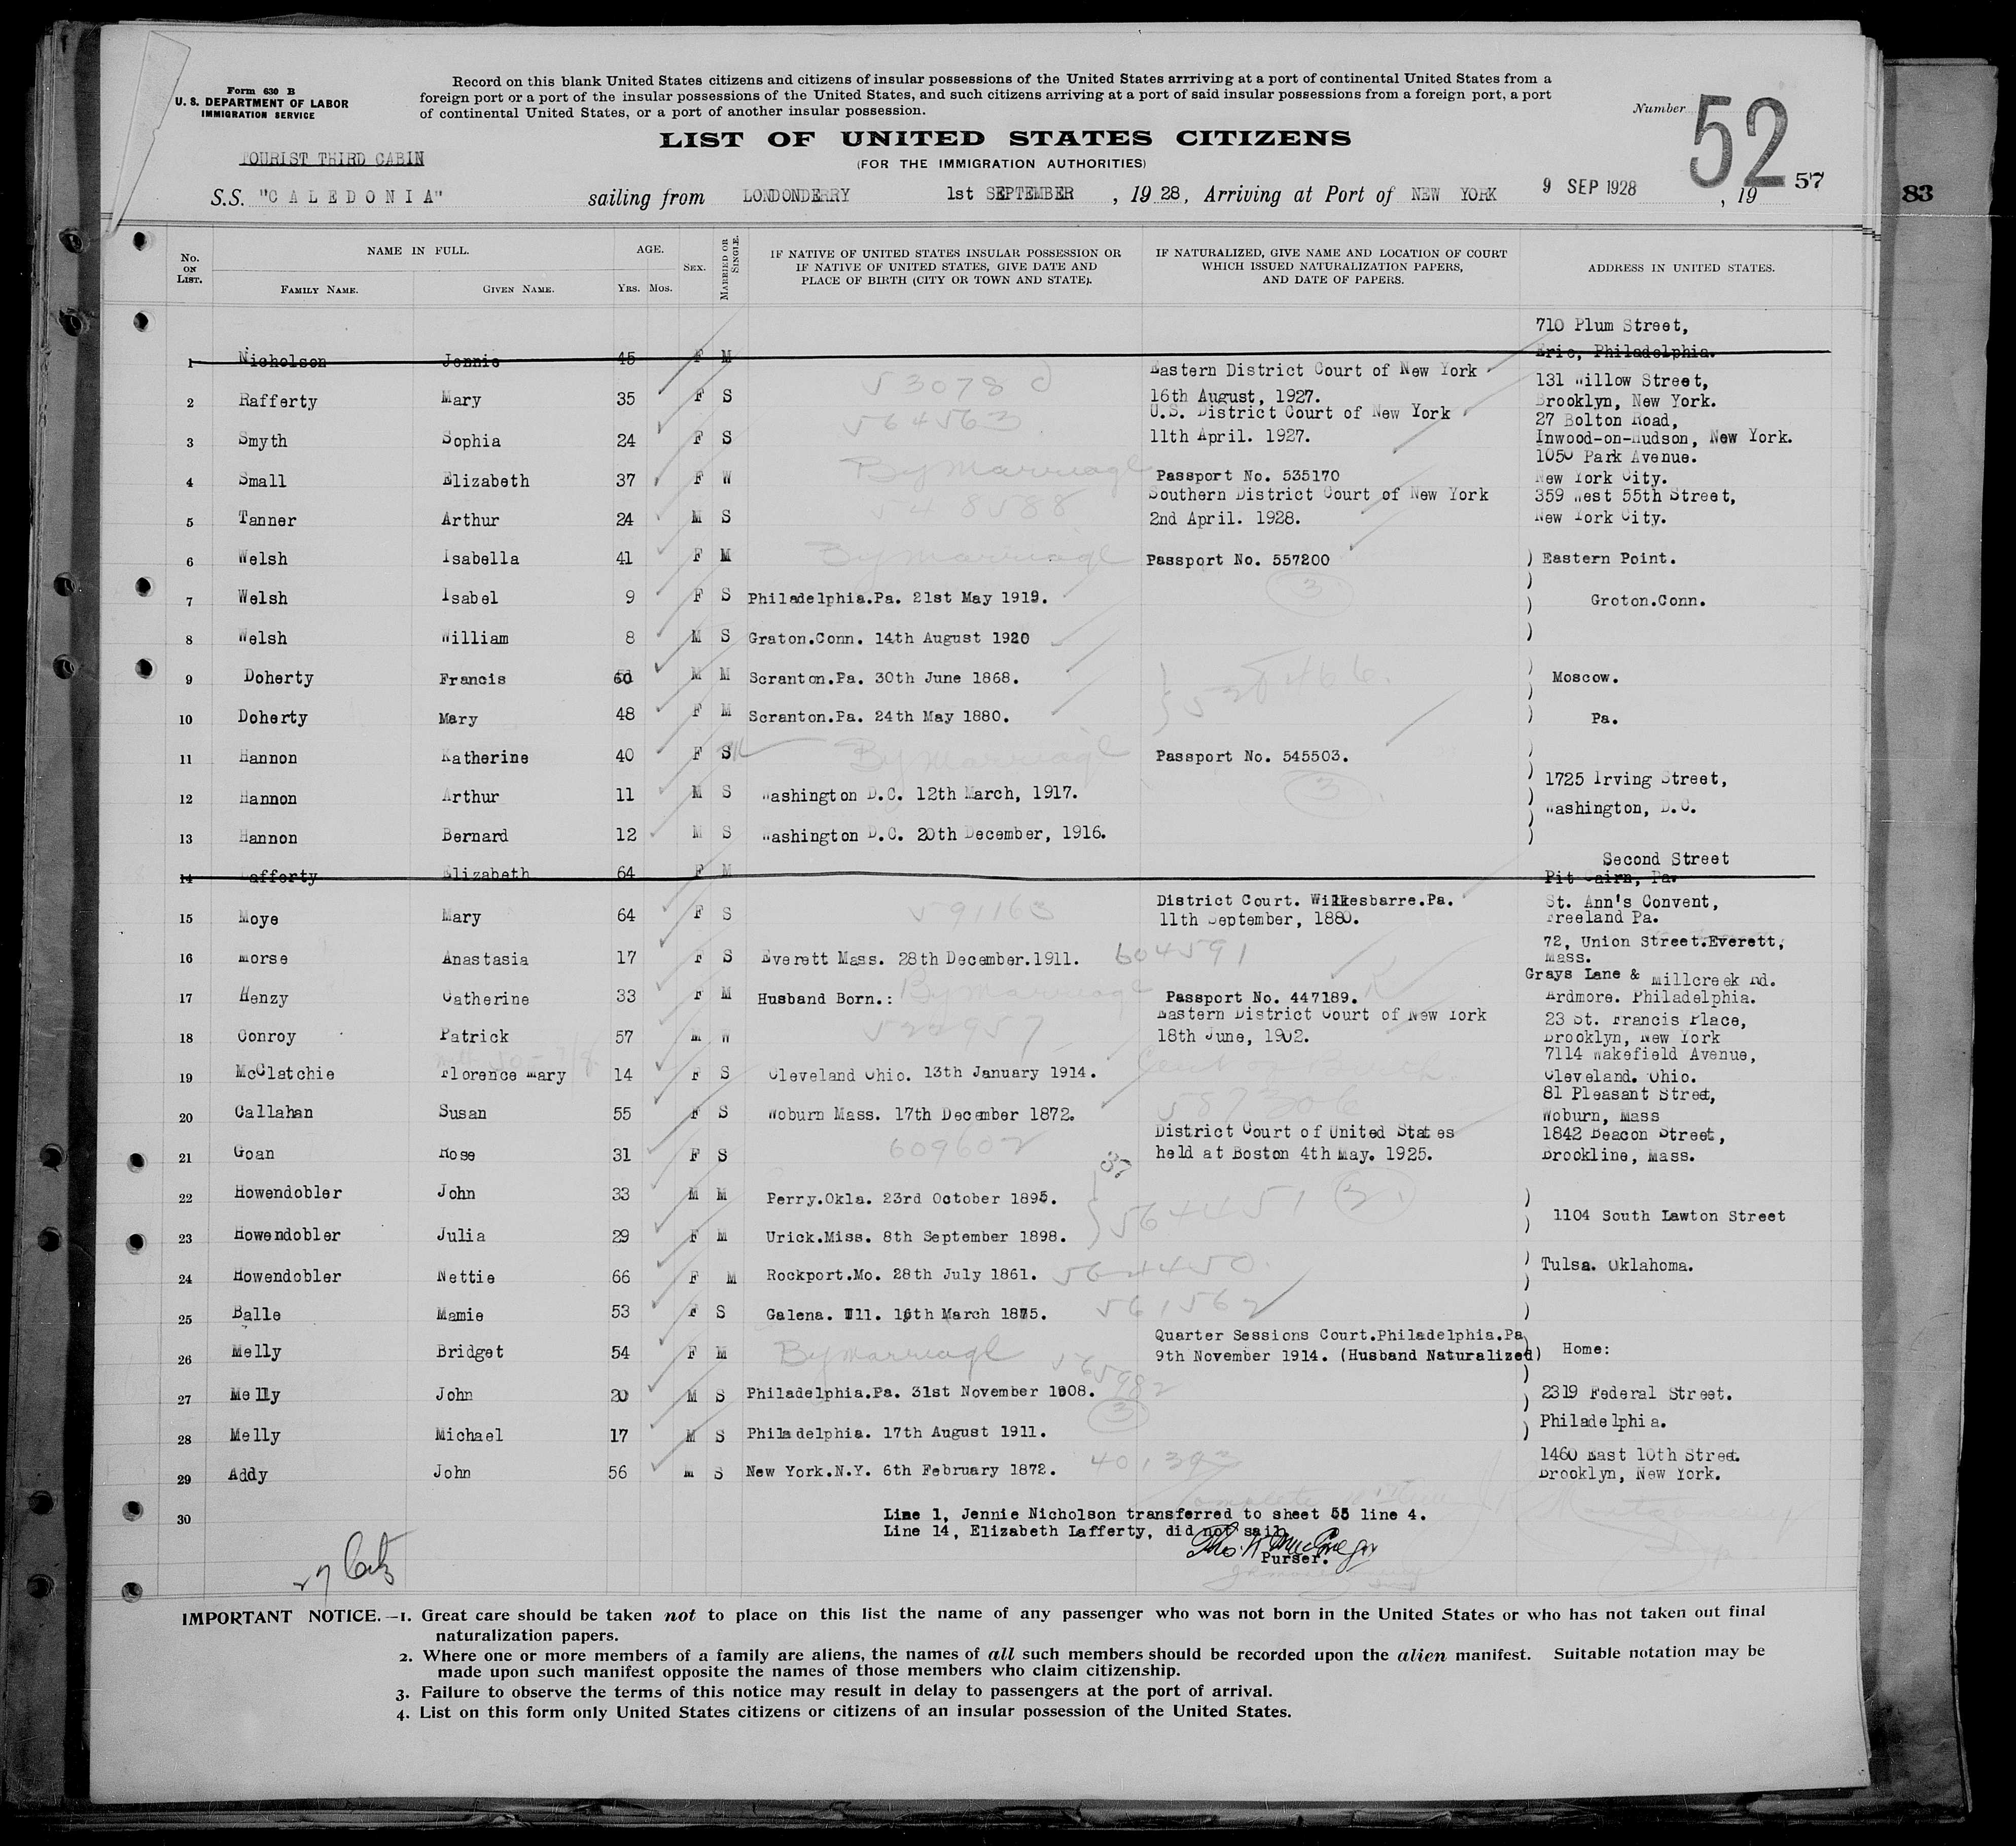 Form 630 B
U. S. DEPARTMENT OF LABOR
IMMIGRATION SERVICE
Record on this blank United States citizens and citizens of insular possessions of the United States arrriving at a port of continental United States from a
foreign port or a port of the insular possessions of the United States, and such citizens arriving at a port of said insular possessions from a foreign port, a port
of continental United States, or a port of another insular possession.
Number 52
LIST OF UNITED STATES CITIZENS
(FOR THE IMMIGRATION AUTHORITIES)
TOURIST THIRD CABIN
S.S. "CALEDONIA" sailing from LONDONDERRY 1st SEPTEMBER , 19 28, Arriving at Port of NEW YORK 9 SEP 1928 , 19 57
83
No. ON LIST. NAME IN FULL. FAMILY NAME. GIVEN NAME. AGE. YRS. MOS. SEX. MARRIED OR SINGLE. IF NATIVE OF UNITED STATES INSULAR POSSESSION OR IF NATIVE OF UNITED STATES, GIVE DATE AND PLACE OF BIRTH (CITY OR TOWN AND STATE). IF NATURALIZED, GIVE NAME AND LOCATION OF COURT WHICH ISSUED NATURALIZATION PAPERS, AND DATE OF PAPERS. ADDRESS IN UNITED STATES.
710 Plum Street,
1 Nicholson Jennie 45 F M Erie, Philadelphia.
53078 Eastern District Court of New York 131 Willow Street,
2 Rafferty Mary 35 F S 16th August, 1927. Brooklyn, New York.
564563 U.S. District Court of New York 27 Bolton Road,
3 Smyth Sophia 24 F S 11th April. 1927. Inwood-on-Hudson, New York.
1050 Park Avenue.
4 Small Elizabeth 37 F W By marriage Passport No. 535170 New York City.
548588 Southern District Court of New York 359 West 55th Street,
5 Tanner Arthur 24 M S 2nd April. 1928. New York City.
6 Welsh Isabella 41 F M By marriage Passport No. 557200 ) Eastern Point.
7 Welsh Isabel 9 F S Philadelphia.Pa. 21st May 1919. 3 ) Groton.Conn.
8 Welsh William 8 M S Graton.Conn. 14th August 1920 )
9 Doherty Francis 60 M M Scranton.Pa. 30th June 1868. ) Moscow.
10 Doherty Mary 48 F M Scranton.Pa. 24th May 1880. ) Pa.
11 Hannon Katherine 40 F S M By marriage Passport No. 545503. )
1725 Irving Street,
12 Hannon Arthur 11 M S Washington D.C. 12th March, 1917. 3 )
Washington, D.C.
13 Hannon Bernard 12 M S Washington D.C. 20th December, 1916. )
Second Street
14 Lafferty Elizabeth 64 F M Pit Cairn, Pa.
District Court. Wilkesbarre.Pa. St. Ann's Convent,
15 Moye Mary 64 F S 591163 11th September, 1880. Freeland Pa.
72, Union Street.Everett,
16 Morse Anastasia 17 F S Everett Mass. 28th December.1911. 604591 Mass.
Grays Lane & Millcreek Rd.
17 Henzy Catherine 33 F M Husband Born.: By marriage Passport No. 447189. Ardmore. Philadelphia.
Eastern District Court of New York 23 St. Francis Place,
18 Conroy Patrick 57 M W 522957 18th June, 1902. Brooklyn, New York
7114 Wakefield Avenue,
19 McClatchie Florence Mary 14 F S Cleveland Ohio. 13th January 1914. Cert of Birth Cleveland. Ohio.
81 Pleasant Street,
20 Callahan Susan 55 F S Woburn Mass. 17th December 1872. 587306 Woburn, Mass
609602 District Court of United States 1842 Beacon Street,
21 Goan Rose 31 F S held at Boston 4th May. 1925. Brookline, Mass.
22 Howendobler John 33 M M Perry.Okla. 23rd October 1895. 564451 )
) 1104 South Lawton Street
23 Howendobler Julia 29 F M Urick.Miss. 8th September 1898.
24 Howendobler Nettie 66 F M Rockport.Mo. 28th July 1861. 564450. ) Tulsa. Oklahoma.
25 Balle Mamie 53 F S Galena. Ill. 16th March 1875. 561562 )
Quarter Sessions Court.Philadelphia.Pa
26 Melly Bridget 54 F M By marriage 9th November 1914. (Husband Naturalized) Home:
27 Melly John 20 M S Philadelphia.Pa. 31st November 1908. 565982 ) 2319 Federal Street.
3 Philadelphia.
28 Melly Michael 17 M S Philadelphia. 17th August 1911. )
1460 East 10th Street.
29 Addy John 56 M S New York.N.Y. 6th February 1872. 401393 Brooklyn, New York.
30 Line 1, Jennie Nicholson transferred to sheet 55 line 4.
Line 14, Elizabeth Lafferty, did not sail.
Purser.
IMPORTANT NOTICE.—1. Great care should be taken not to place on this list the name of any passenger who was not born in the United States or who has not taken out final
naturalization papers.
2. Where one or more members of a family are aliens, the names of all such members should be recorded upon the alien manifest. Suitable notation may be
made upon such manifest opposite the names of those members who claim citizenship.
3. Failure to observe the terms of this notice may result in delay to passengers at the port of arrival.
4. List on this form only United States citizens or citizens of an insular possession of the United States.